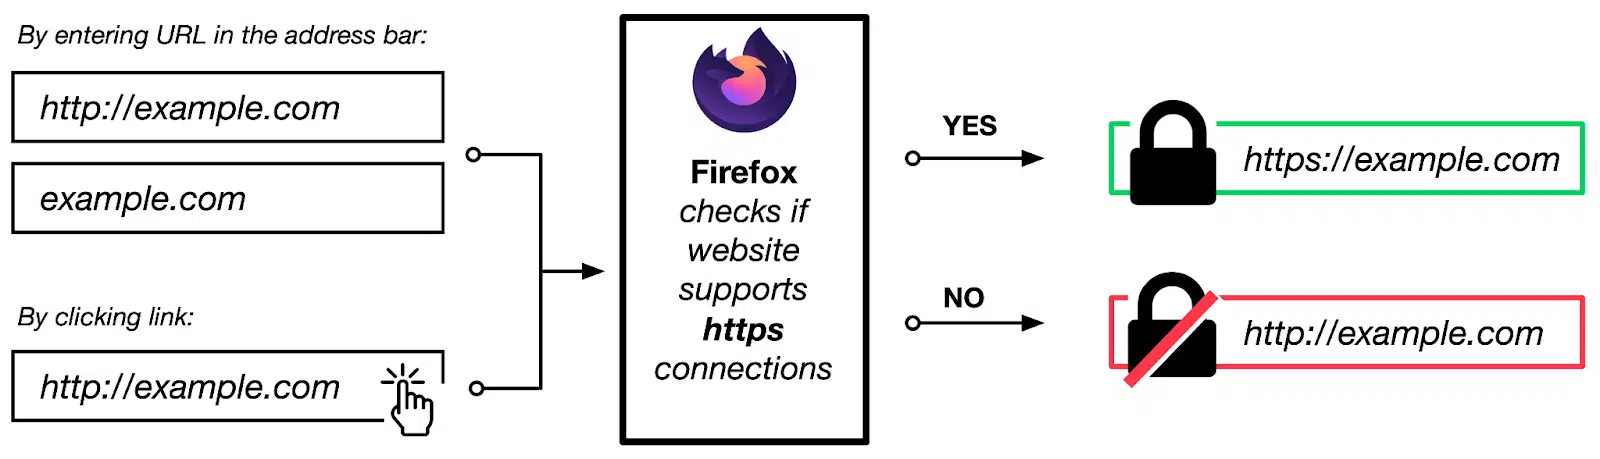 By entering URL in the address bar:
http://example.com
example.com
By clicking link:
http://example.com
Firefox
checks if
website
supports
https
connections
YES
https://example.com
NO
http://example.com